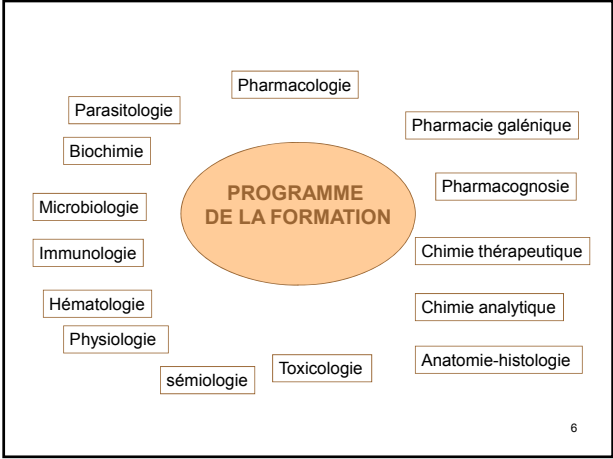 Pharmacologie
Parasitologie
Pharmacie galénique
Biochimie
Pharmacognosie
PROGRAMME
DE LA FORMATION
Microbiologie
Immunologie
Chimie thérapeutique
Hématologie
Chimie analytique
Physiologie
Anatomie-histologie
Toxicologie
sémiologie
6